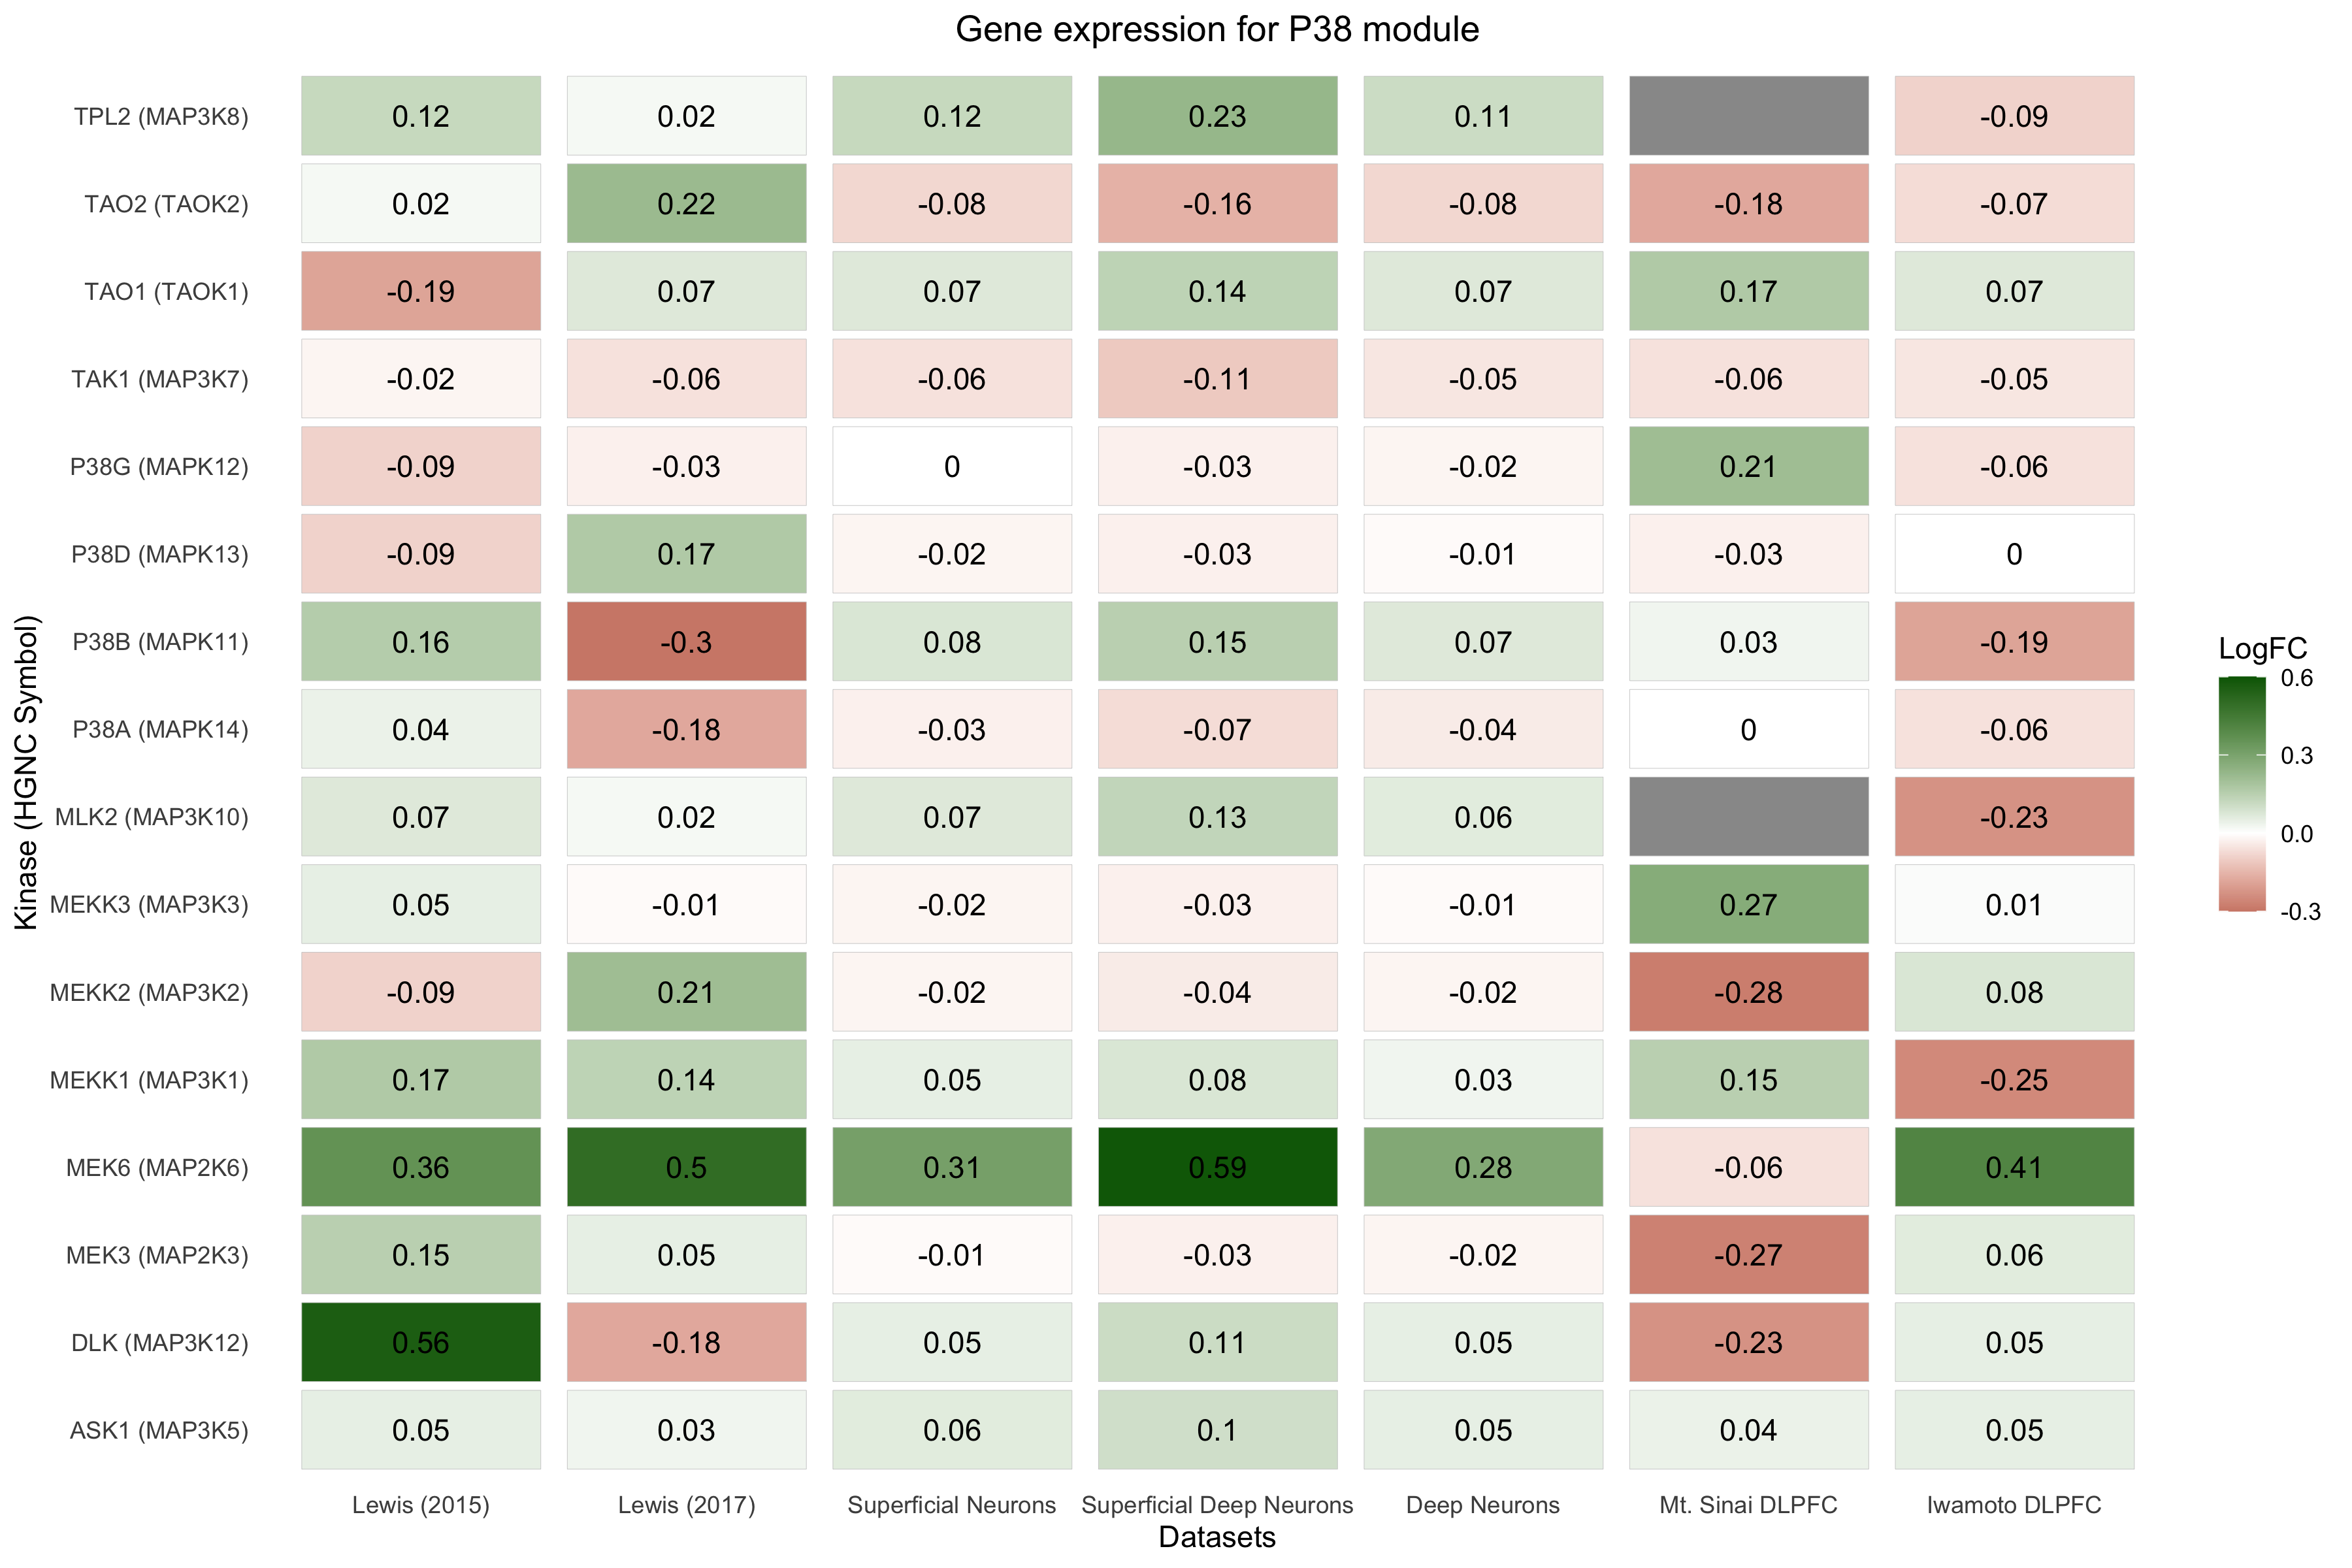 Gene expression for P38 module
TPL2 (MAP3K8) 0.12 0.02 0.12 0.23 0.11 -0.09
TAO2 (TAOK2) 0.02 0.22 -0.08 -0.16 -0.08 -0.18 -0.07
TAO1 (TAOK1) -0.19 0.07 0.07 0.14 0.07 0.17 0.07
TAK1 (MAP3K7) -0.02 -0.06 -0.06 -0.11 -0.05 -0.06 -0.05
P38G (MAPK12) -0.09 -0.03 0 -0.03 -0.02 0.21 -0.06
P38D (MAPK13) -0.09 0.17 -0.02 -0.03 -0.01 -0.03 0
P38B (MAPK11) 0.16 -0.3 0.08 0.15 0.07 0.03 -0.19
P38A (MAPK14) 0.04 -0.18 -0.03 -0.07 -0.04 0 -0.06
MLK2 (MAP3K10) 0.07 0.02 0.07 0.13 0.06 -0.23
MEKK3 (MAP3K3) 0.05 -0.01 -0.02 -0.03 -0.01 0.27 0.01
MEKK2 (MAP3K2) -0.09 0.21 -0.02 -0.04 -0.02 -0.28 0.08
MEKK1 (MAP3K1) 0.17 0.14 0.05 0.08 0.03 0.15 -0.25
MEK6 (MAP2K6) 0.36 0.5 0.31 0.59 0.28 -0.06 0.41
MEK3 (MAP2K3) 0.15 0.05 -0.01 -0.03 -0.02 -0.27 0.06
DLK (MAP3K12) 0.56 -0.18 0.05 0.11 0.05 -0.23 0.05
ASK1 (MAP3K5) 0.05 0.03 0.06 0.1 0.05 0.04 0.05
Lewis (2015) Lewis (2017) Superficial Neurons Superficial Deep Neurons Deep Neurons Mt. Sinai DLPFC Iwamoto DLPFC
Datasets
Kinase (HGNC Symbol)
LogFC
0.6
0.3
0.0
-0.3